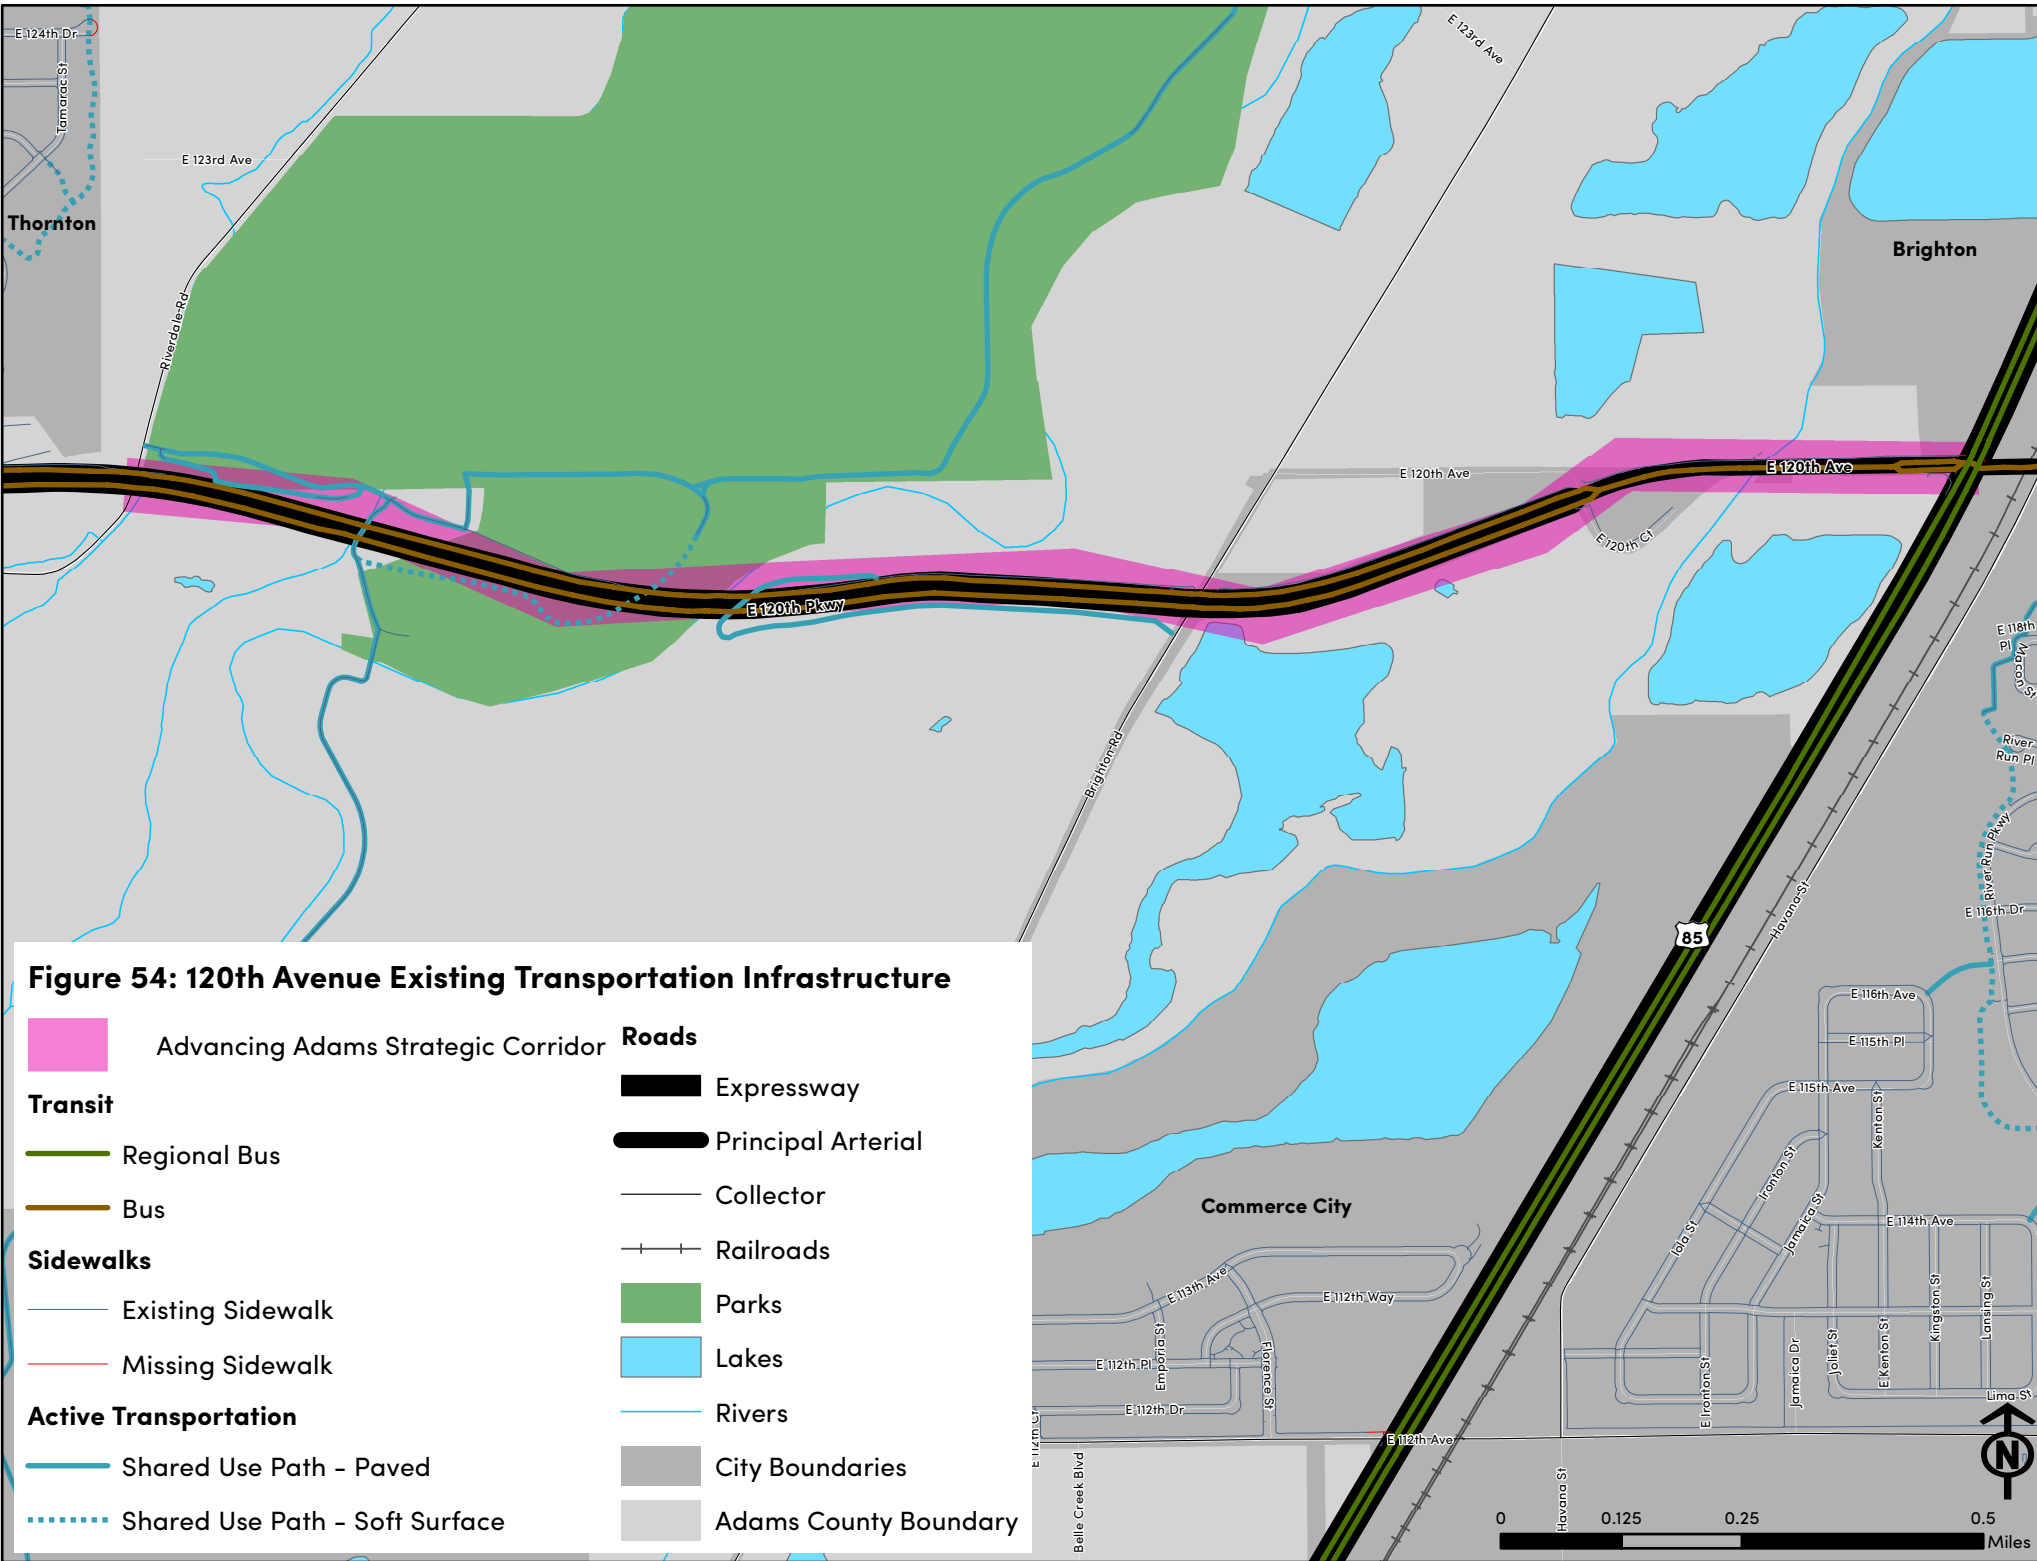 E 124th Dr
Tamarac St
E 123rd Ave
E 123rd Ave
Thornton
Brighton
Riverdale Rd
E 120th Ave
E 120th Ave
E 120th Ct
E 120th Pkwy
E 118th
Pl
Macon St
Brighton Rd
River
Run Pl
River Run Pkwy
85
Havana St
E 116th Dr
Figure 54: 120th Avenue Existing Transportation Infrastructure
Advancing Adams Strategic Corridor
Transit
Regional Bus
Bus
Sidewalks
Existing Sidewalk
Missing Sidewalk
Active Transportation
Shared Use Path - Paved
Shared Use Path - Soft Surface
Roads
Expressway
Principal Arterial
Collector
Railroads
Parks
Lakes
Rivers
City Boundaries
Adams County Boundary
E 116th Ave
E 115th Pl
E 115th Ave
Kenton St
Ironton St
Jamaica St
Iola St
E 114th Ave
Commerce City
E 113th Ave
E 112th Way
Emporia St
E 112th Pl
Florence St
E 112th Dr
E 112th Ct
E 112th Ave
Belle Creek Blvd
Havana St
E Ironton St
Jamaica Dr
Joliet St
E Kenton St
Kingston St
Lansing St
Lima St
N
0 0.125 0.25 0.5
Miles